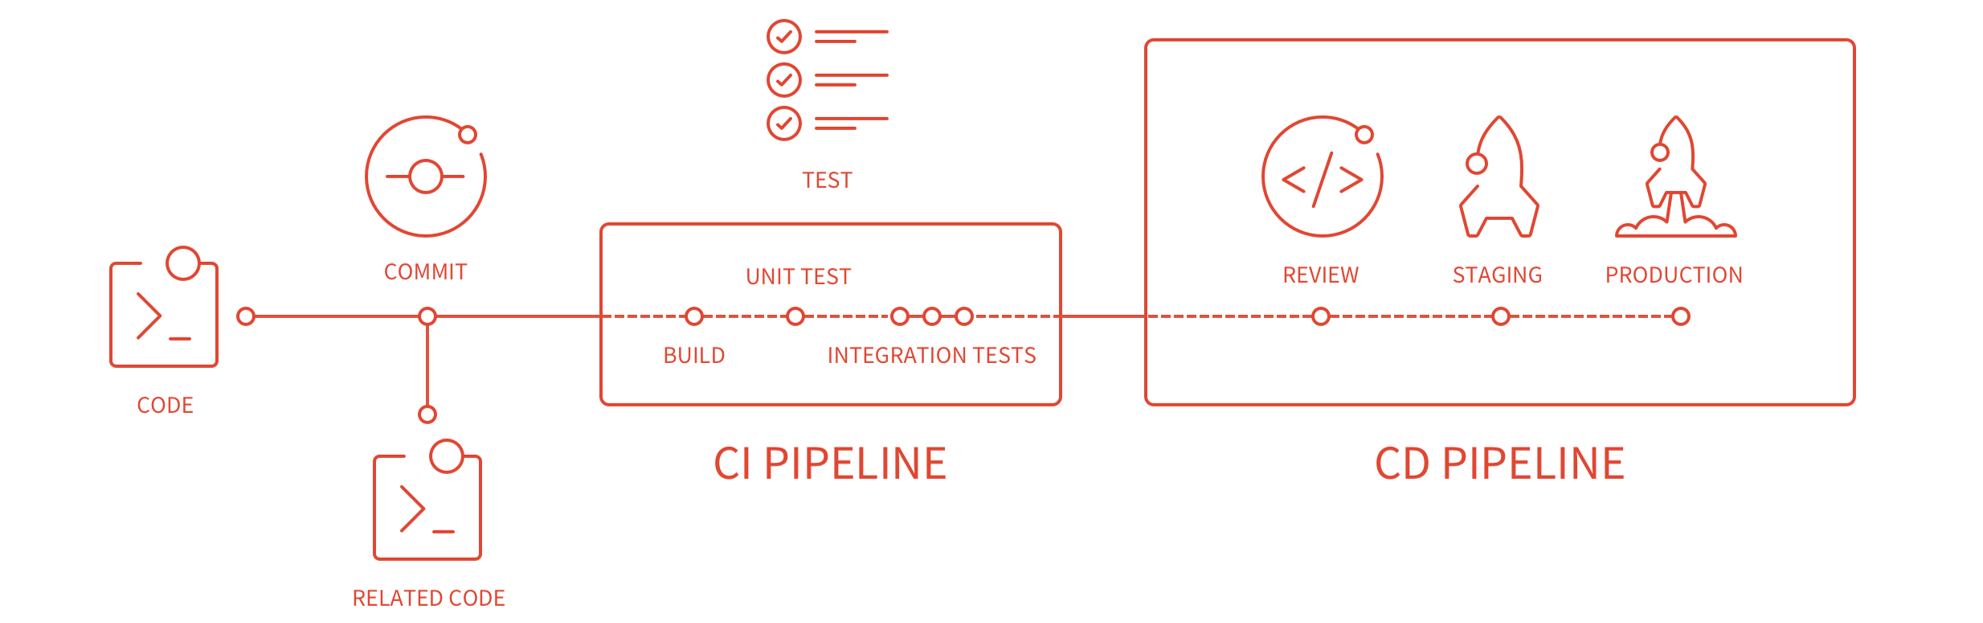 TEST
COMMIT
CODE
RELATED CODE
UNIT TEST
BUILD
INTEGRATION TESTS
CI PIPELINE
REVIEW
STAGING
PRODUCTION
CD PIPELINE